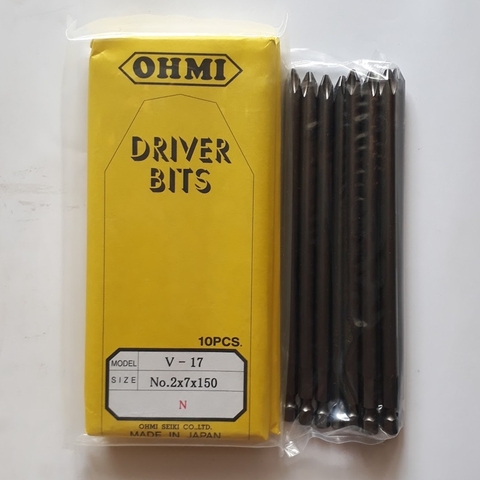 OHMI
DRIVER
BITS
10PCS.
MODEL V - 17
SIZE No.2x7x150
N
OHMI SEIKI CO.,LTD.
MADE IN JAPAN